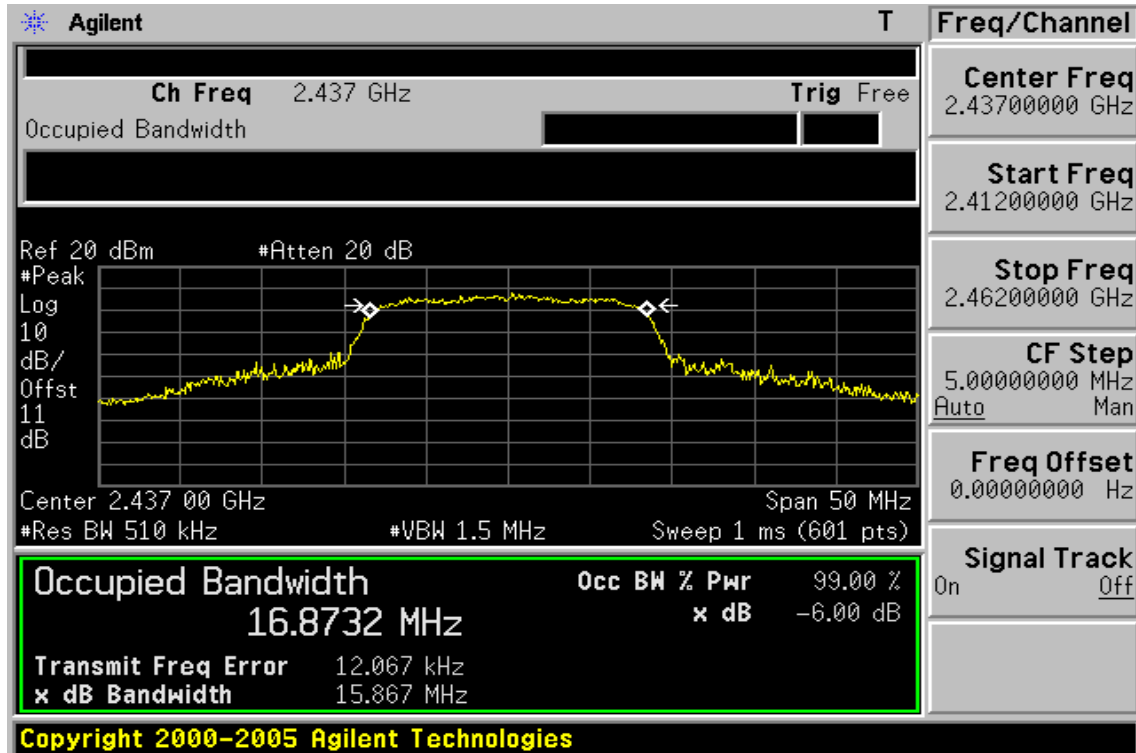 Agilent T
Freq/Channel
Ch Freq 2.437 GHz Trig Free
Occupied Bandwidth
Center Freq
2.43700000 GHz
Start Freq
2.41200000 GHz
Stop Freq
2.46200000 GHz
CF Step
5.00000000 MHz
Auto Man
Freq Offset
0.00000000 Hz
Signal Track
On Off
Ref 20 dBm #Atten 20 dB
#Peak
Log
10
dB/
Offst
11
dB
Center 2.437 00 GHz Span 50 MHz
#Res BW 510 kHz #VBW 1.5 MHz Sweep 1 ms (601 pts)
Occupied Bandwidth Occ BW % Pwr 99.00 %
16.8732 MHz x dB -6.00 dB
Transmit Freq Error 12.067 kHz
x dB Bandwidth 15.867 MHz
Copyright 2000-2005 Agilent Technologies